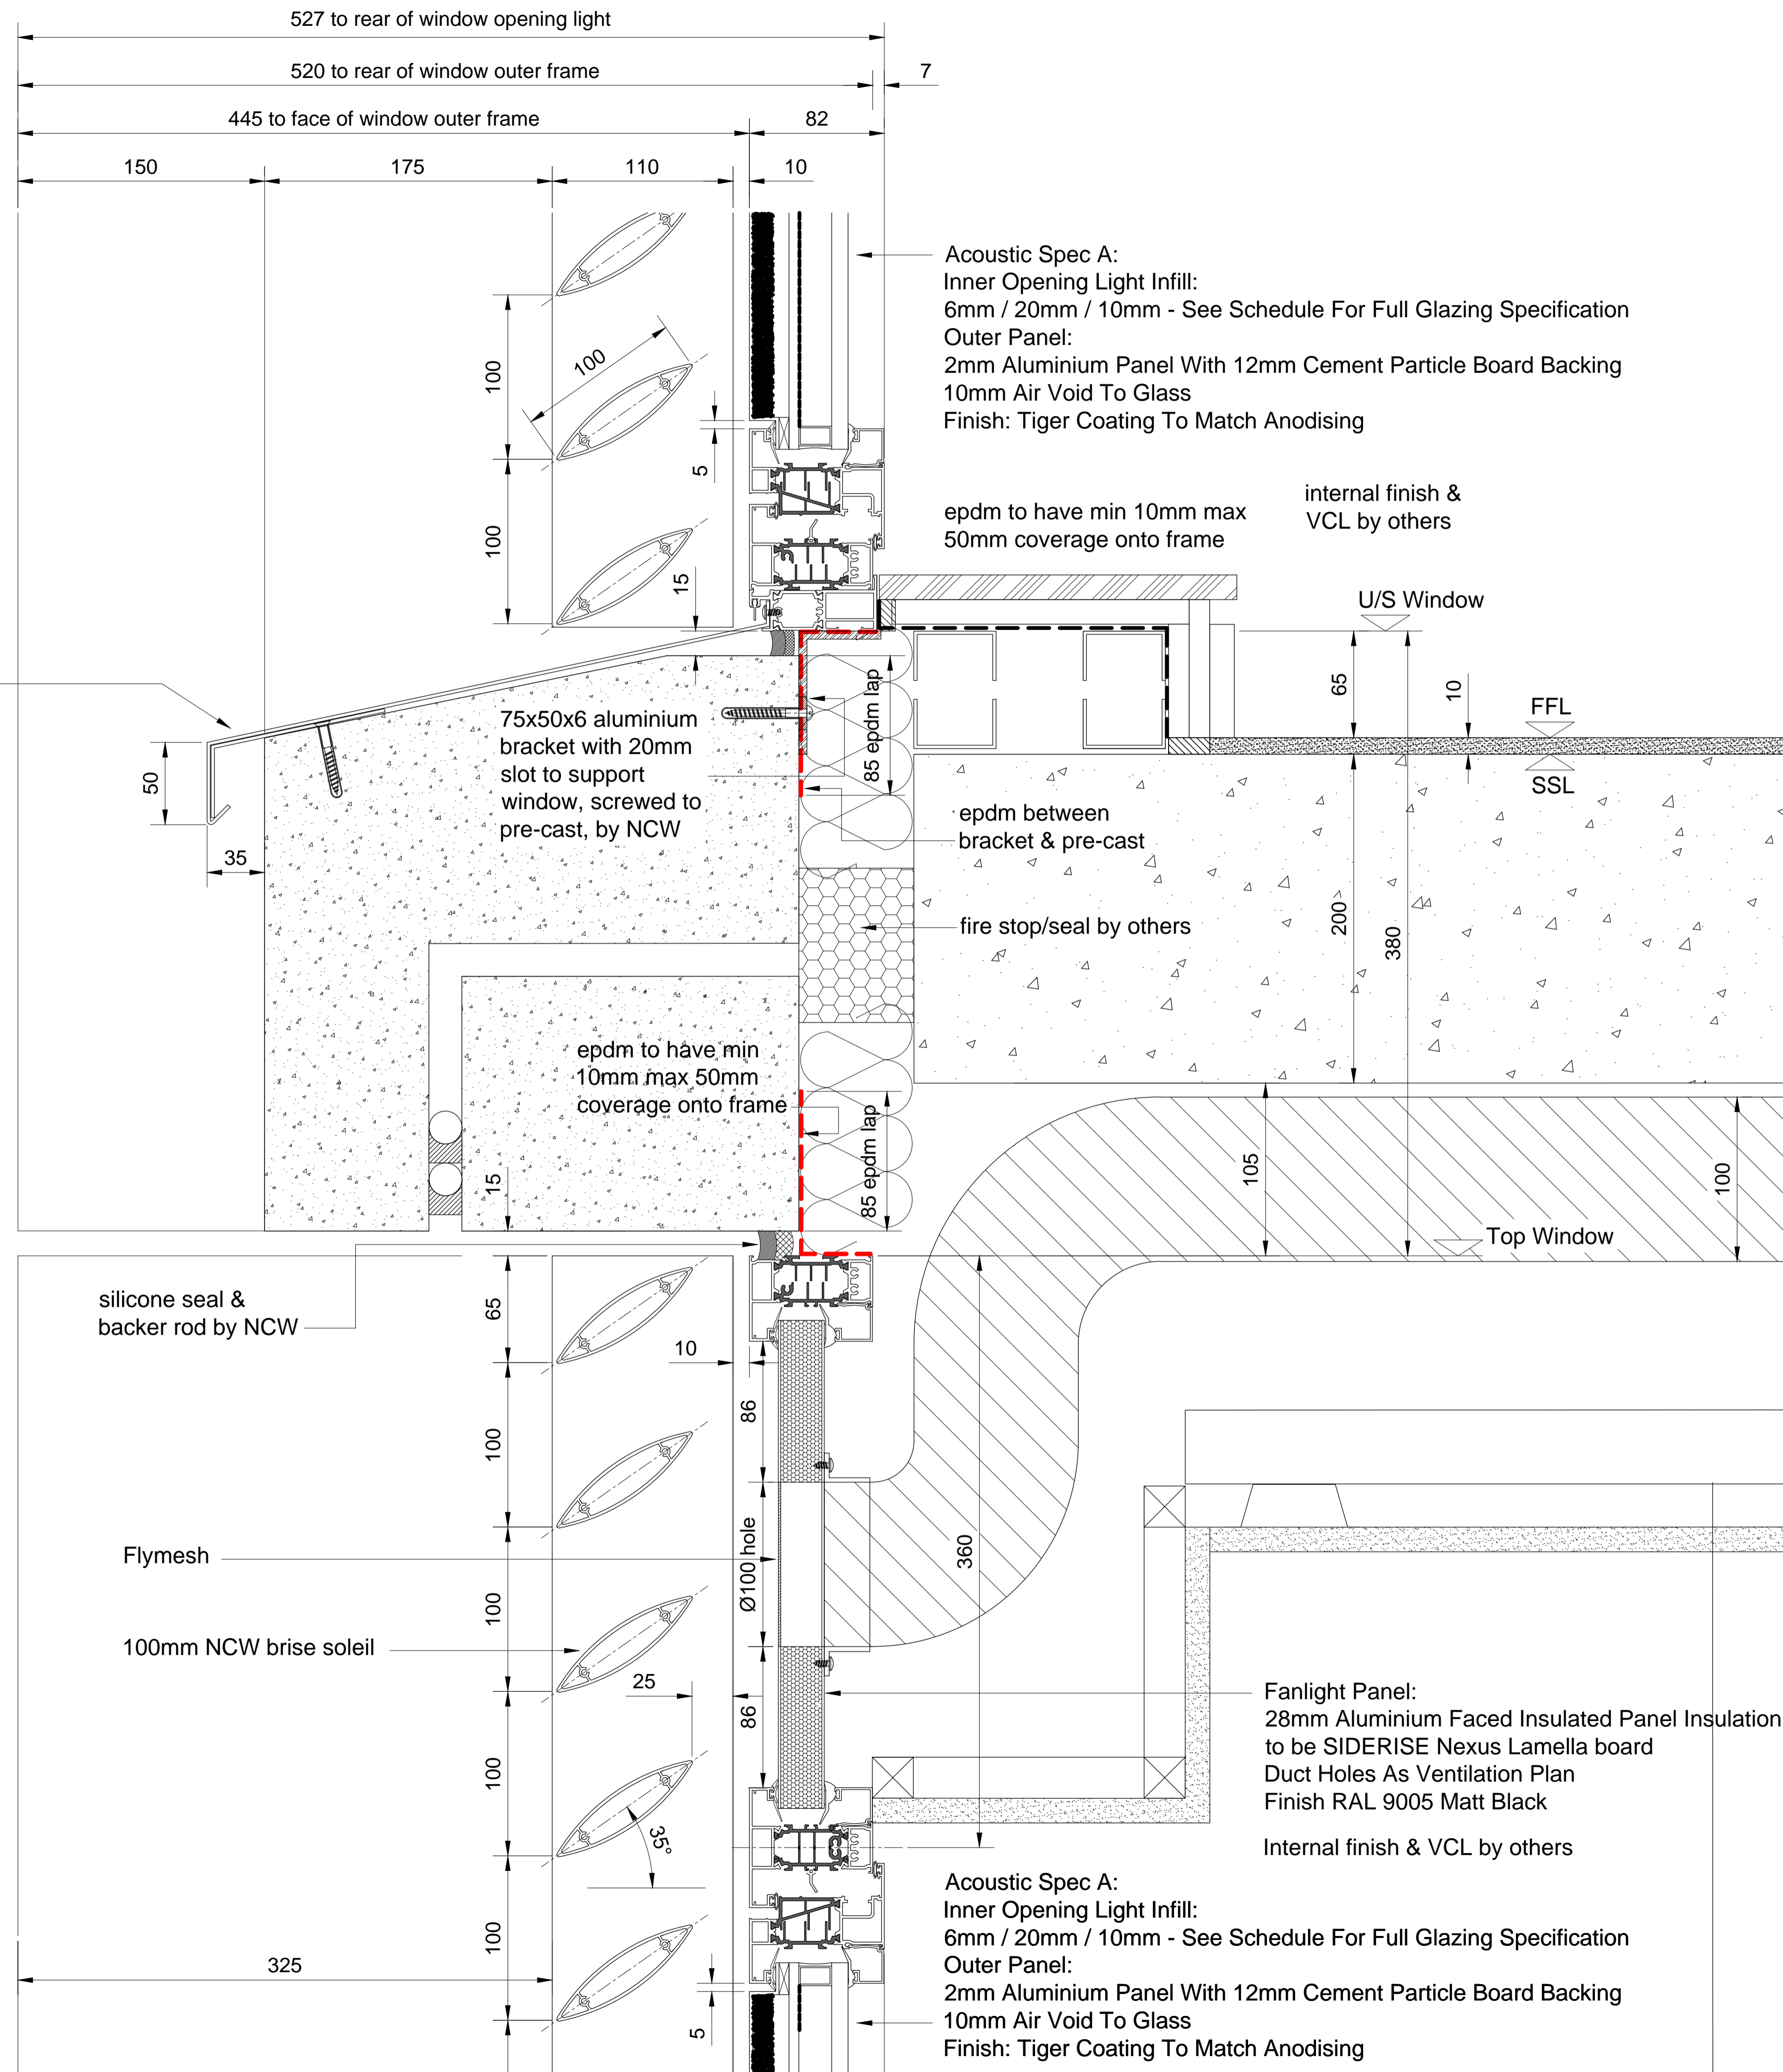 527 to rear of window opening light
520 to rear of window outer frame
7
445 to face of window outer frame
82
150
175
110
10
Acoustic Spec A:
Inner Opening Light Infill:
6mm / 20mm / 10mm - See Schedule For Full Glazing Specification
Outer Panel:
2mm Aluminium Panel With 12mm Cement Particle Board Backing
10mm Air Void To Glass
Finish: Tiger Coating To Match Anodising
100
100
5
100
15
epdm to have min 10mm max
50mm coverage onto frame
internal finish &
VCL by others
U/S Window
65
10
FFL
SSL
75x50x6 aluminium
bracket with 20mm
slot to support
window, screwed to
pre-cast, by NCW
85 epdm lap
50
35
epdm between
bracket & pre-cast
fire stop/seal by others
200
380
epdm to have min
10mm max 50mm
coverage onto frame
85 epdm lap
15
105
100
Top Window
silicone seal &
backer rod by NCW
65
10
86
100
Flymesh
Ø100 hole
360
100
100mm NCW brise soleil
25
86
100
35°
Fanlight Panel:
28mm Aluminium Faced Insulated Panel Insulation
to be SIDERISE Nexus Lamella board
Duct Holes As Ventilation Plan
Finish RAL 9005 Matt Black
Internal finish & VCL by others
100
325
5
Acoustic Spec A:
Inner Opening Light Infill:
6mm / 20mm / 10mm - See Schedule For Full Glazing Specification
Outer Panel:
2mm Aluminium Panel With 12mm Cement Particle Board Backing
10mm Air Void To Glass
Finish: Tiger Coating To Match Anodising